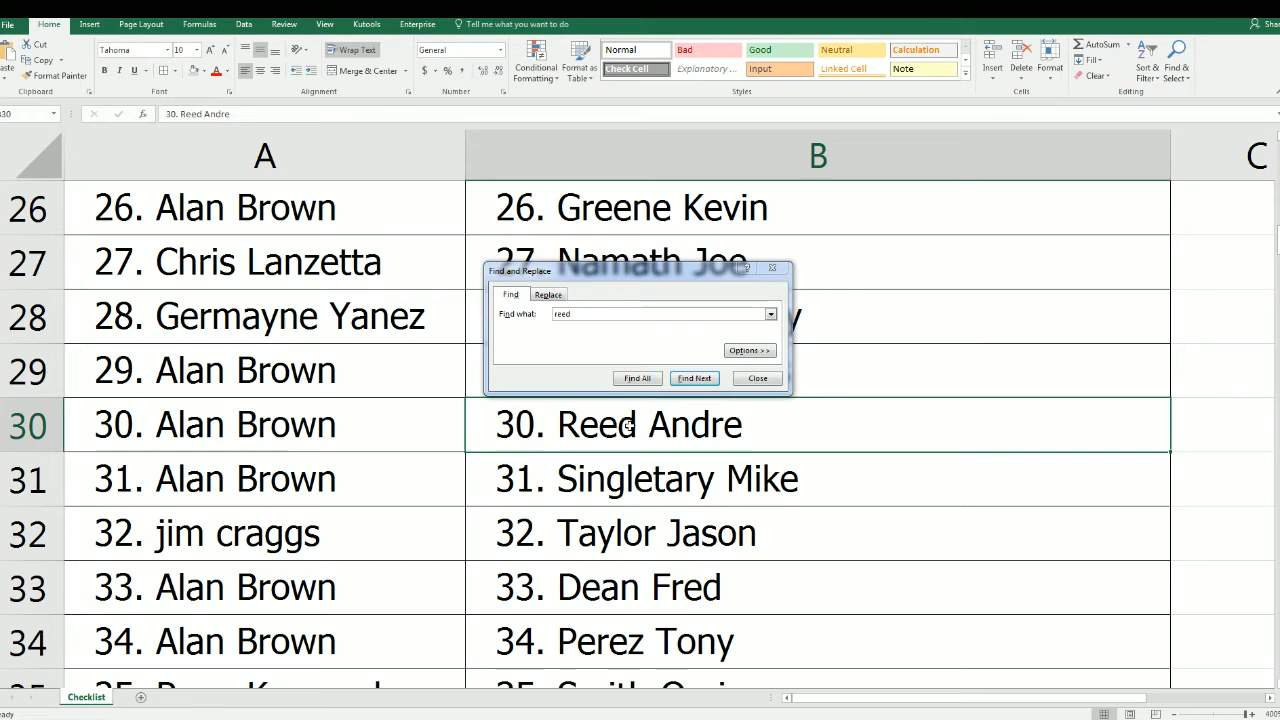 File Home Insert Page Layout Formulas Data Review View Kutools Enterprise Tell me what you want to do
Cut
Copy
Format Painter
Clipboard
Tahoma 10
B I U
Font
Wrap Text
Merge & Center
Alignment
General
$ % ,
Number
Conditional Formatting
Format as Table
Normal Bad Good Neutral Calculation
Check Cell Explanatory ... Input Linked Cell Note
Styles
Insert Delete Format
Cells
AutoSum
Fill
Clear
Sort & Filter
Find & Select
Editing
fx 30. Reed Andre
A B C
26 26. Alan Brown 26. Greene Kevin
27 27. Chris Lanzetta 27. Namath Joe
28 28. Germayne Yanez
29 29. Alan Brown
30 30. Alan Brown 30. Reed Andre
31 31. Alan Brown 31. Singletary Mike
32 32. jim craggs 32. Taylor Jason
33 33. Alan Brown 33. Dean Fred
34 34. Alan Brown 34. Perez Tony
Find and Replace
Find Replace
Find what: reed
Options >>
Find All Find Next Close
Checklist